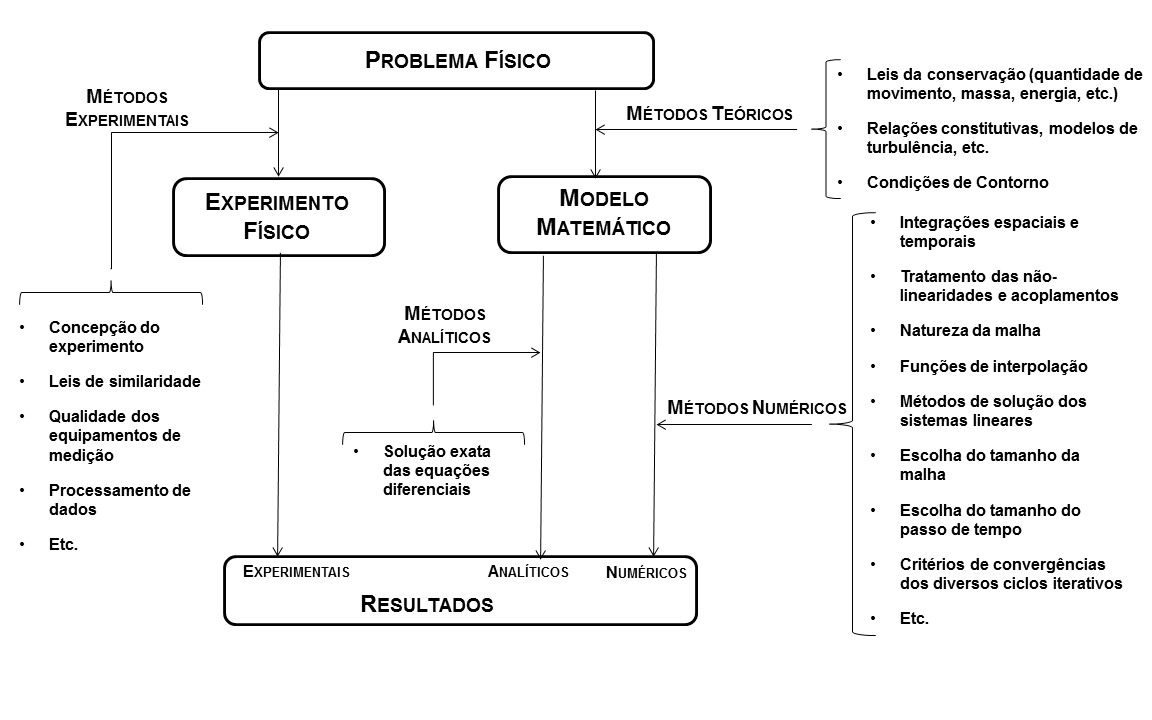 PROBLEMA FÍSICO
MÉTODOS
EXPERIMENTAIS
MÉTODOS TEÓRICOS
• Leis da conservação (quantidade de
movimento, massa, energia, etc.)
• Relações constitutivas, modelos de
turbulência, etc.
• Condições de Contorno
EXPERIMENTO
FÍSICO
MODELO
MATEMÁTICO
• Concepção do
experimento
• Leis de similaridade
• Qualidade dos
equipamentos de
medição
• Processamento de
dados
• Etc.
MÉTODOS
ANALÍTICOS
• Solução exata
das equações
diferenciais
MÉTODOS NUMÉRICOS
• Integrações espaciais e
temporais
• Tratamento das não-
linearidades e acoplamentos
• Natureza da malha
• Funções de interpolação
• Métodos de solução dos
sistemas lineares
• Escolha do tamanho da
malha
• Escolha do tamanho do
passo de tempo
• Critérios de convergências
dos diversos ciclos iterativos
• Etc.
EXPERIMENTAIS
ANALÍTICOS
NUMÉRICOS
RESULTADOS